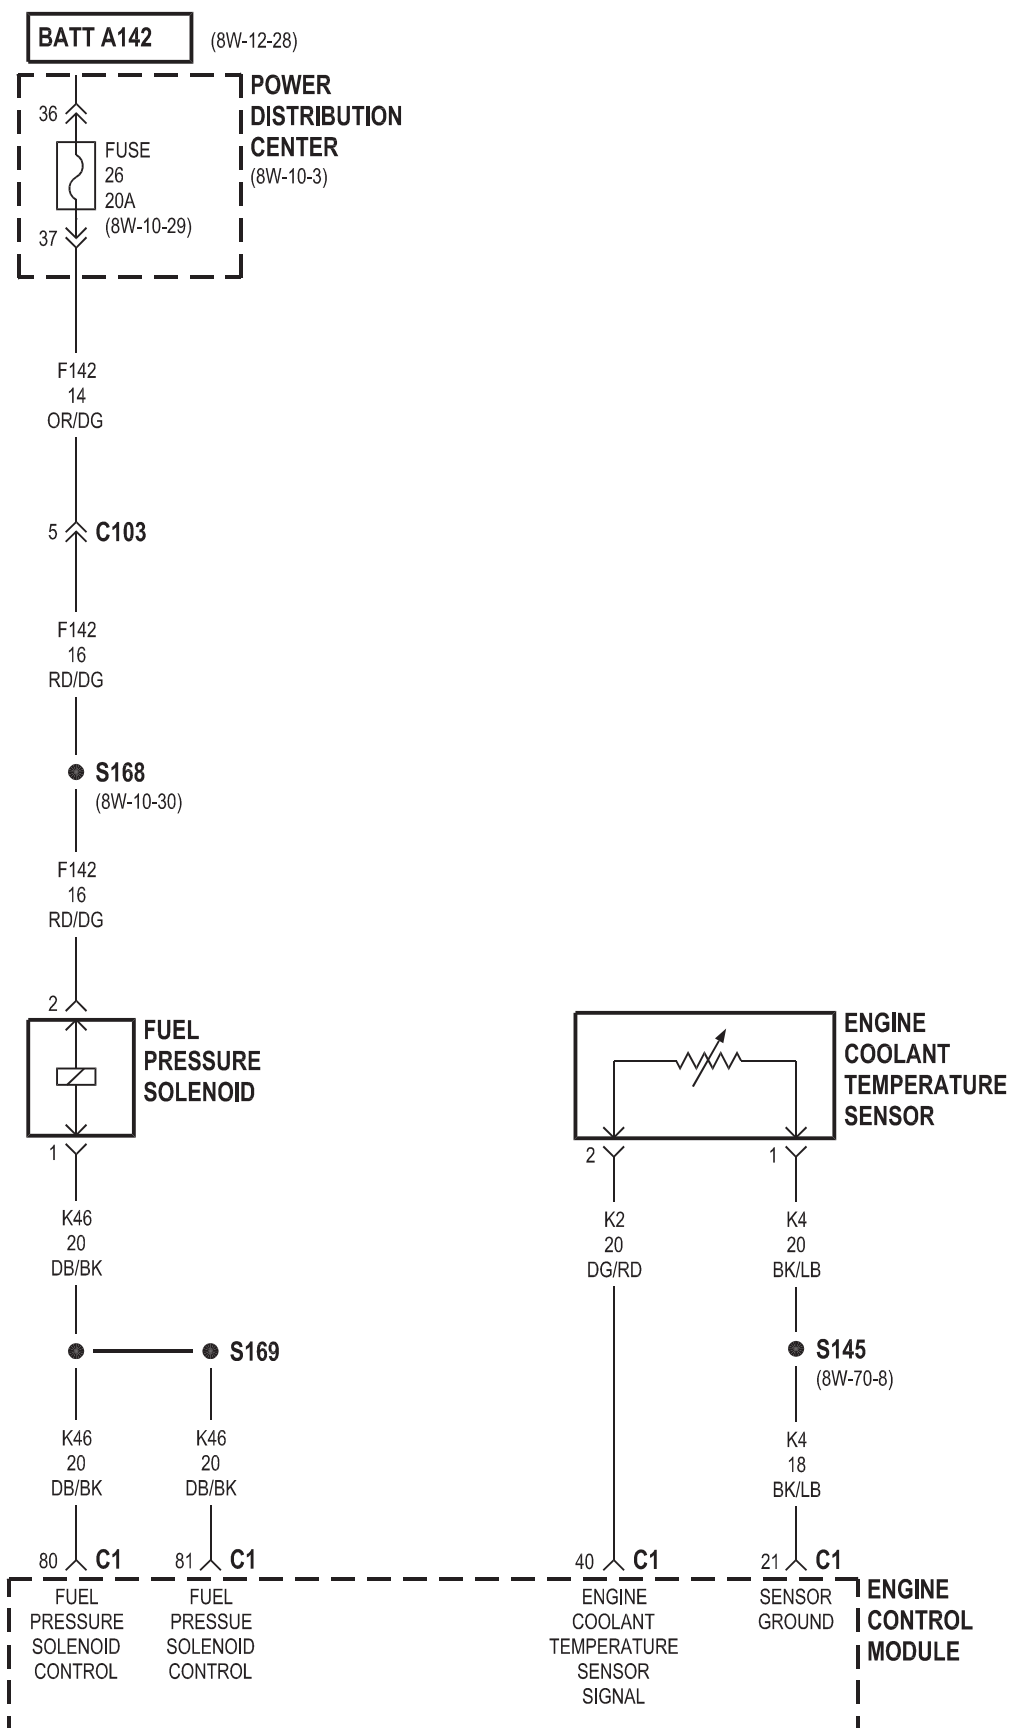 BATT A142 (8W-12-28)
POWER
DISTRIBUTION
CENTER
(8W-10-3)
36
FUSE
26
20A
(8W-10-29)
37
F142
14
OR/DG
5 C103
F142
16
RD/DG
S168
(8W-10-30)
F142
16
RD/DG
2
FUEL
PRESSURE
SOLENOID
1
K46
20
DB/BK
S169
K46
20
DB/BK
K46
20
DB/BK
80 C1
81 C1
FUEL
PRESSURE
SOLENOID
CONTROL
FUEL
PRESSUE
SOLENOID
CONTROL
ENGINE
COOLANT
TEMPERATURE
SENSOR
2
1
K2
20
DG/RD
K4
20
BK/LB
S145
(8W-70-8)
K4
18
BK/LB
40 C1
21 C1
ENGINE
COOLANT
TEMPERATURE
SENSOR
SIGNAL
SENSOR
GROUND
ENGINE
CONTROL
MODULE